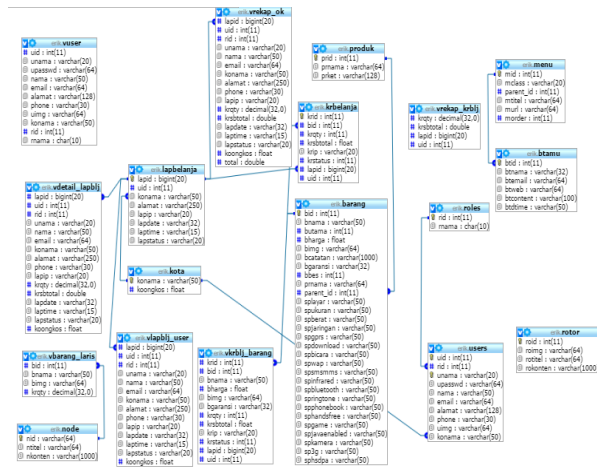 erik.vuser
uid : int(11)
unama : varchar(20)
upasswd : varchar(64)
nama : varchar(50)
email : varchar(64)
alamat : varchar(128)
phone : varchar(30)
uimg : varchar(64)
konama : varchar(50)
rid : int(11)
rnama : char(10)
erik.vrekap_ok
lapid : bigint(20)
uid : int(11)
rid : int(11)
unama : varchar(20)
nama : varchar(50)
email : varchar(64)
konama : varchar(50)
alamat : varchar(250)
phone : varchar(30)
lapip : varchar(20)
krqty : decimal(32,0)
krsbtotal : double
lapdate : varchar(32)
laptime : varchar(15)
lapstatus : varchar(20)
koongkos : float
total : double
erik.produk
prid : int(11)
prnama : varchar(64)
prket : varchar(128)
erik.menu
mid : int(11)
mclass : varchar(20)
parent_id : int(11)
mtitel : varchar(64)
murl : varchar(64)
morder : int(11)
erik.krbelanja
krid : int(11)
bid : int(11)
krqty : int(11)
krsbtotal : float
krip : varchar(20)
krstatus : int(11)
lapid : bigint(20)
uid : int(11)
erik.vrekap_krblj
krqty : decimal(32,0)
krsbtotal : double
lapid : bigint(20)
uid : int(11)
erik.btamu
btid : int(11)
btnama : varchar(32)
btemail : varchar(64)
btweb : varchar(64)
btcontent : varchar(100)
btdtime : varchar(50)
erik.lapbelanja
lapid : bigint(20)
uid : int(11)
konama : varchar(50)
alamat : varchar(250)
lapip : varchar(20)
lapdate : varchar(32)
laptime : varchar(15)
lapstatus : varchar(20)
erik.vdetail_lapblj
lapid : bigint(20)
uid : int(11)
rid : int(11)
unama : varchar(20)
nama : varchar(50)
email : varchar(64)
konama : varchar(50)
alamat : varchar(250)
phone : varchar(30)
lapip : varchar(20)
krqty : decimal(32,0)
krsbtotal : double
lapdate : varchar(32)
laptime : varchar(15)
lapstatus : varchar(20)
koongkos : float
erik.barang
bid : int(11)
bnama : varchar(50)
butama : int(11)
bharga : float
bimg : varchar(64)
bcatatan : varchar(1000)
bgaransi : varchar(32)
bbes : int(11)
prnama : varchar(64)
parent_id : int(11)
splayar : varchar(50)
spukuran : varchar(50)
spberat : varchar(50)
spjaringan : varchar(50)
spgprs : varchar(50)
spdownload : varchar(50)
spbicara : varchar(50)
spwap : varchar(50)
spmsmms : varchar(50)
spinfrared : varchar(50)
spbluetooth : varchar(50)
springtone : varchar(50)
spphonebook : varchar(50)
sphandsfree : varchar(50)
spgame : varchar(50)
spjavaenabled : varchar(50)
spkamera : varchar(50)
sp3g : varchar(50)
sphsdpa : varchar(50)
erik.roles
rid : int(11)
rnama : char(10)
erik.kota
konama : varchar(50)
koongkos : float
erik.vlapblj_user
lapid : bigint(20)
uid : int(11)
rid : int(11)
unama : varchar(20)
nama : varchar(50)
email : varchar(64)
konama : varchar(50)
alamat : varchar(250)
phone : varchar(30)
lapip : varchar(20)
lapdate : varchar(32)
laptime : varchar(15)
lapstatus : varchar(20)
koongkos : float
erik.vkrblj_barang
krid : int(11)
bid : int(11)
bnama : varchar(50)
bharga : float
bimg : varchar(64)
bgaransi : varchar(32)
krqty : int(11)
krsbtotal : float
krip : varchar(20)
krstatus : int(11)
lapid : bigint(20)
uid : int(11)
erik.users
uid : int(11)
rid : int(11)
unama : varchar(20)
upasswd : varchar(64)
nama : varchar(50)
email : varchar(64)
alamat : varchar(128)
phone : varchar(30)
uimg : varchar(64)
konama : varchar(50)
erik.rotor
roid : int(11)
roimg : varchar(64)
rotitel : varchar(64)
rokonten : varchar(1000)
erik.vbarang_laris
bid : int(11)
bnama : varchar(50)
bimg : varchar(64)
krqty : decimal(32,0)
erik.node
nid : int(11)
ntitel : varchar(64)
nkonten : varchar(1000)